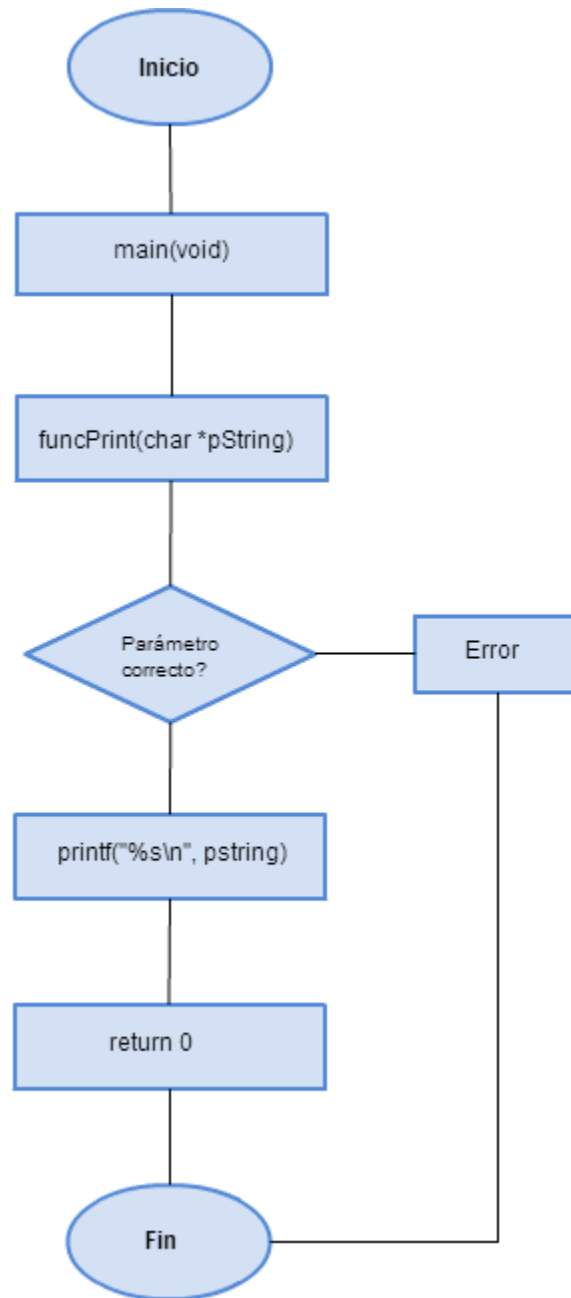 Inicio
main(void)
funcPrint(char *pString)
Parámetro
correcto?
Error
printf("%s\n", pstring)
return 0
Fin